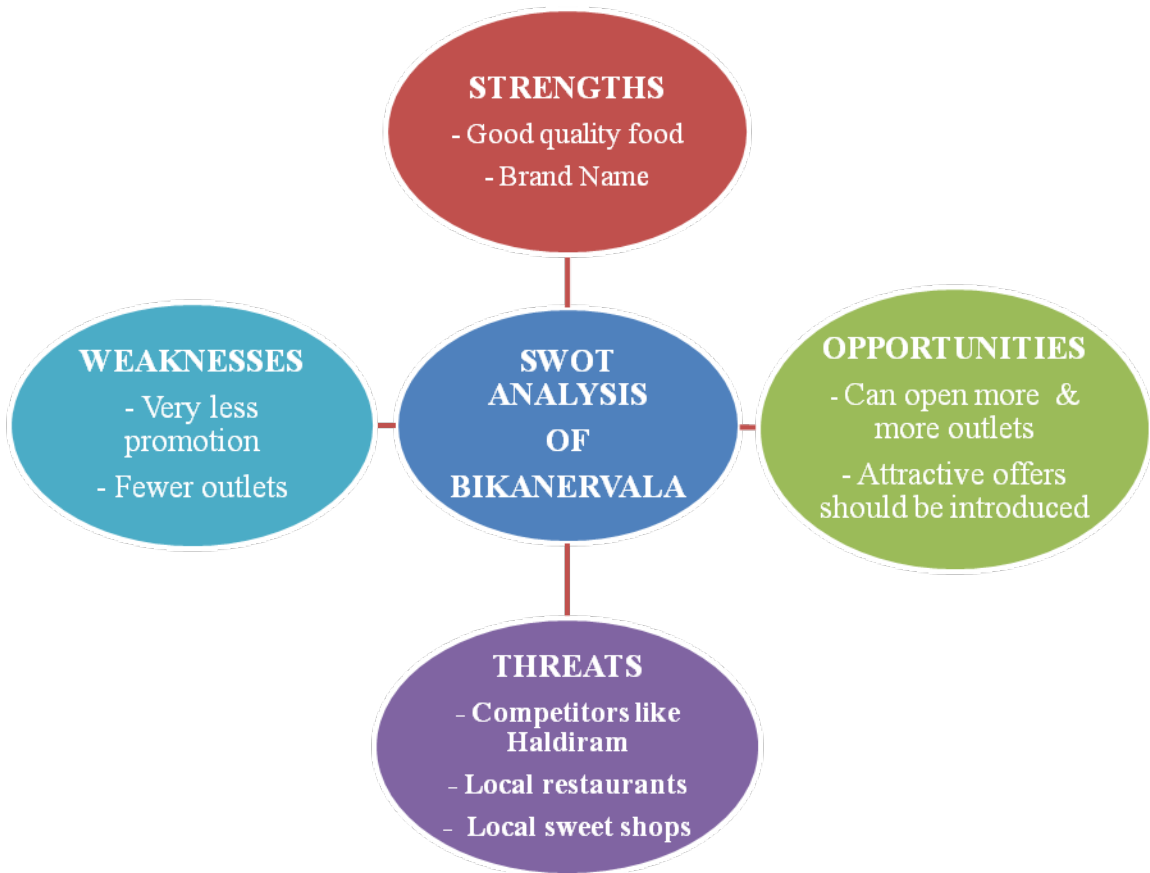 STRENGTHS
- Good quality food
- Brand Name
WEAKNESSES
- Very less
promotion
- Fewer outlets
SWOT
ANALYSIS
OF
BIKANERVALA
OPPORTUNITIES
- Can open more & 
more outlets
- Attractive offers
should be introduced
THREATS
- Competitors like
Haldiram
- Local restaurants
- Local sweet shops